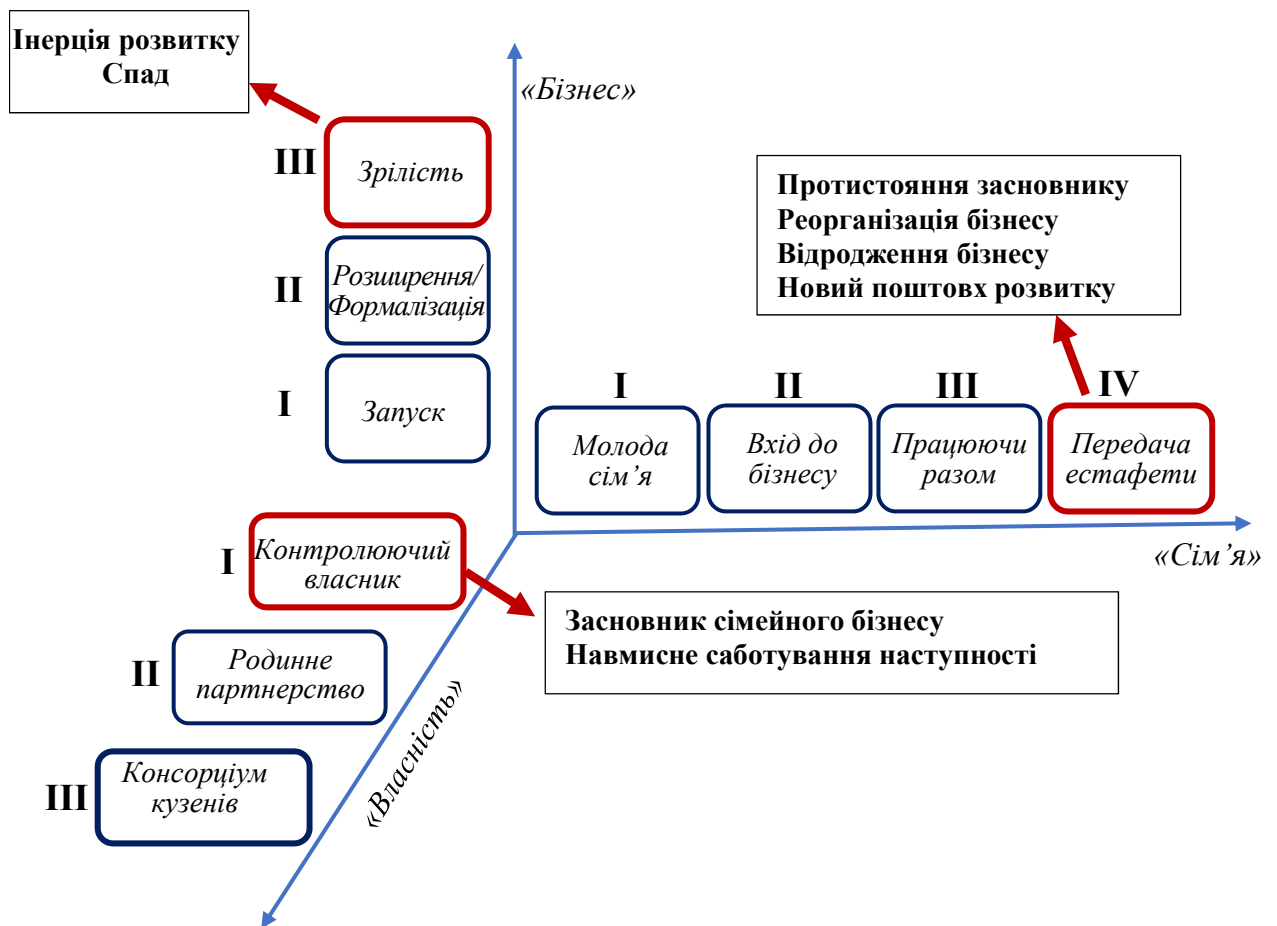 Інерція розвитку
Спад
«Бізнес»
III
Зрілість
II
Розширення/
Формалізація
I
Запуск
Протистояння засновнику
Реорганізація бізнесу
Відродження бізнесу
Новий поштовх розвитку
I
II
III
IV
Молода
сім’я
Вхід до
бізнесу
Працюючи
разом
Передача
естафети
«Сім’я»
I
Контролюючий
власник
Засновник сімейного бізнесу
Навмисне саботування наступності
II
Родинне
партнерство
«Власність»
III
Консорціум
кузенів